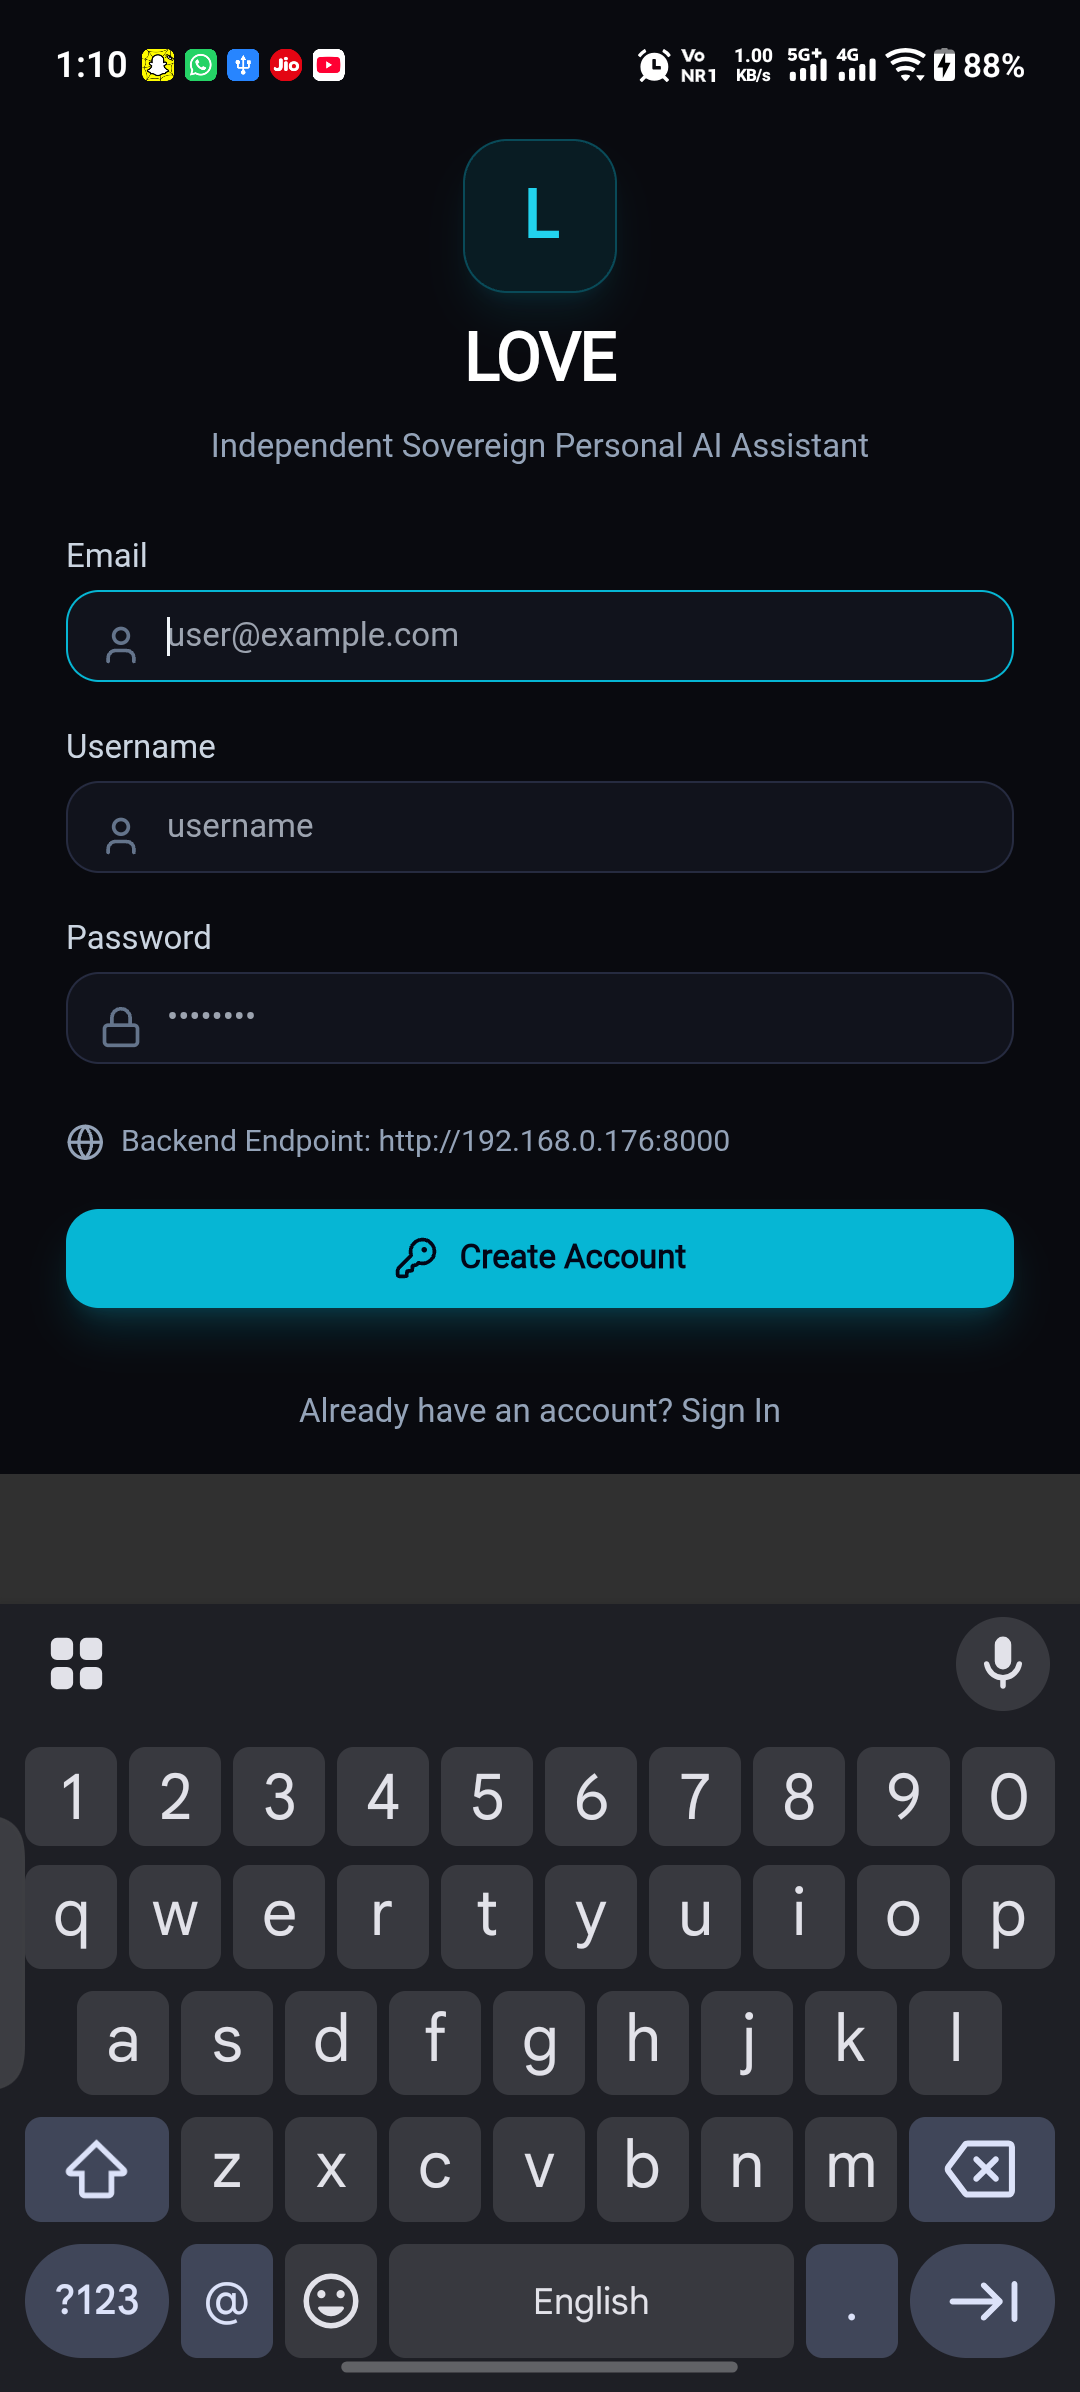 1:10 Jio Vo NR1 1.00 KB/s 5G+ 4G 88%
L
LOVE
Independent Sovereign Personal AI Assistant
Email
user@example.com
Username
username
Password
••••••••
Backend Endpoint: http://192.168.0.176:8000
Create Account
Already have an account? Sign In
1 2 3 4 5 6 7 8 9 0
q w e r t y u i o p
a s d f g h j k l
z x c v b n m
?123 @ English .